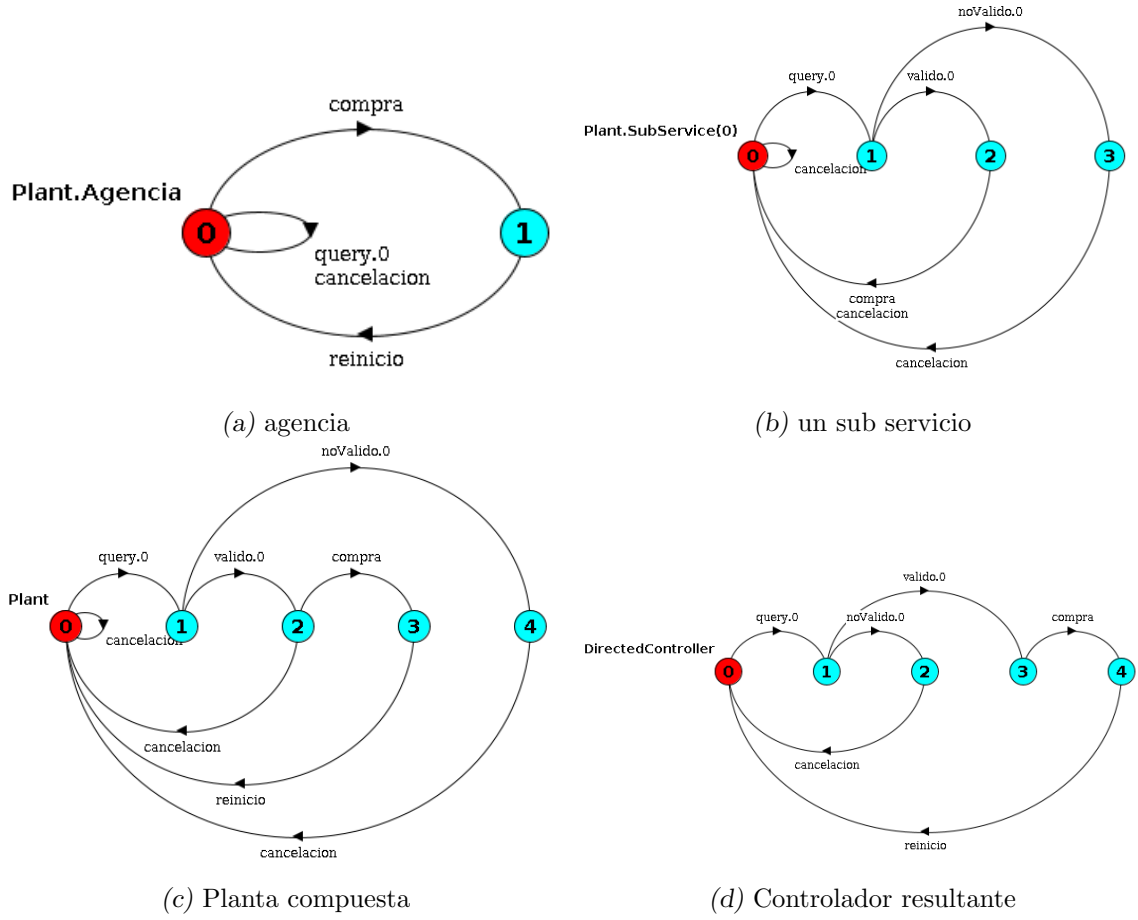 compra
Plant.Agencia
0
1
query.0
cancelacion
reinicio
(a) agencia
noValido.0
query.0
valido.0
Plant.SubService(0)
0
1
2
3
cancelacion
compra
cancelacion
cancelacion
(b) un sub servicio
noValido.0
query.0
valido.0
compra
Plant
0
1
2
3
4
cancelacion
cancelacion
reinicio
cancelacion
(c) Planta compuesta
valido.0
query.0
noValido.0
compra
DirectedController
0
1
2
3
4
cancelacion
reinicio
(d) Controlador resultante